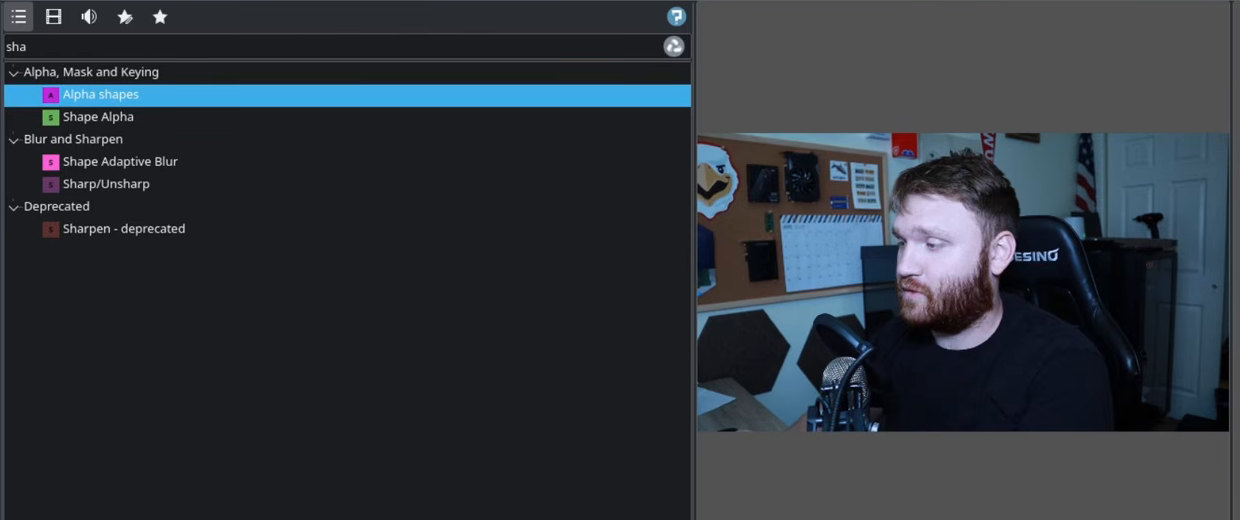 sha
Alpha, Mask and Keying
A Alpha shapes
S Shape Alpha
Blur and Sharpen
S Shape Adaptive Blur
S Sharp/Unsharp
Deprecated
S Sharpen - deprecated
ESINO